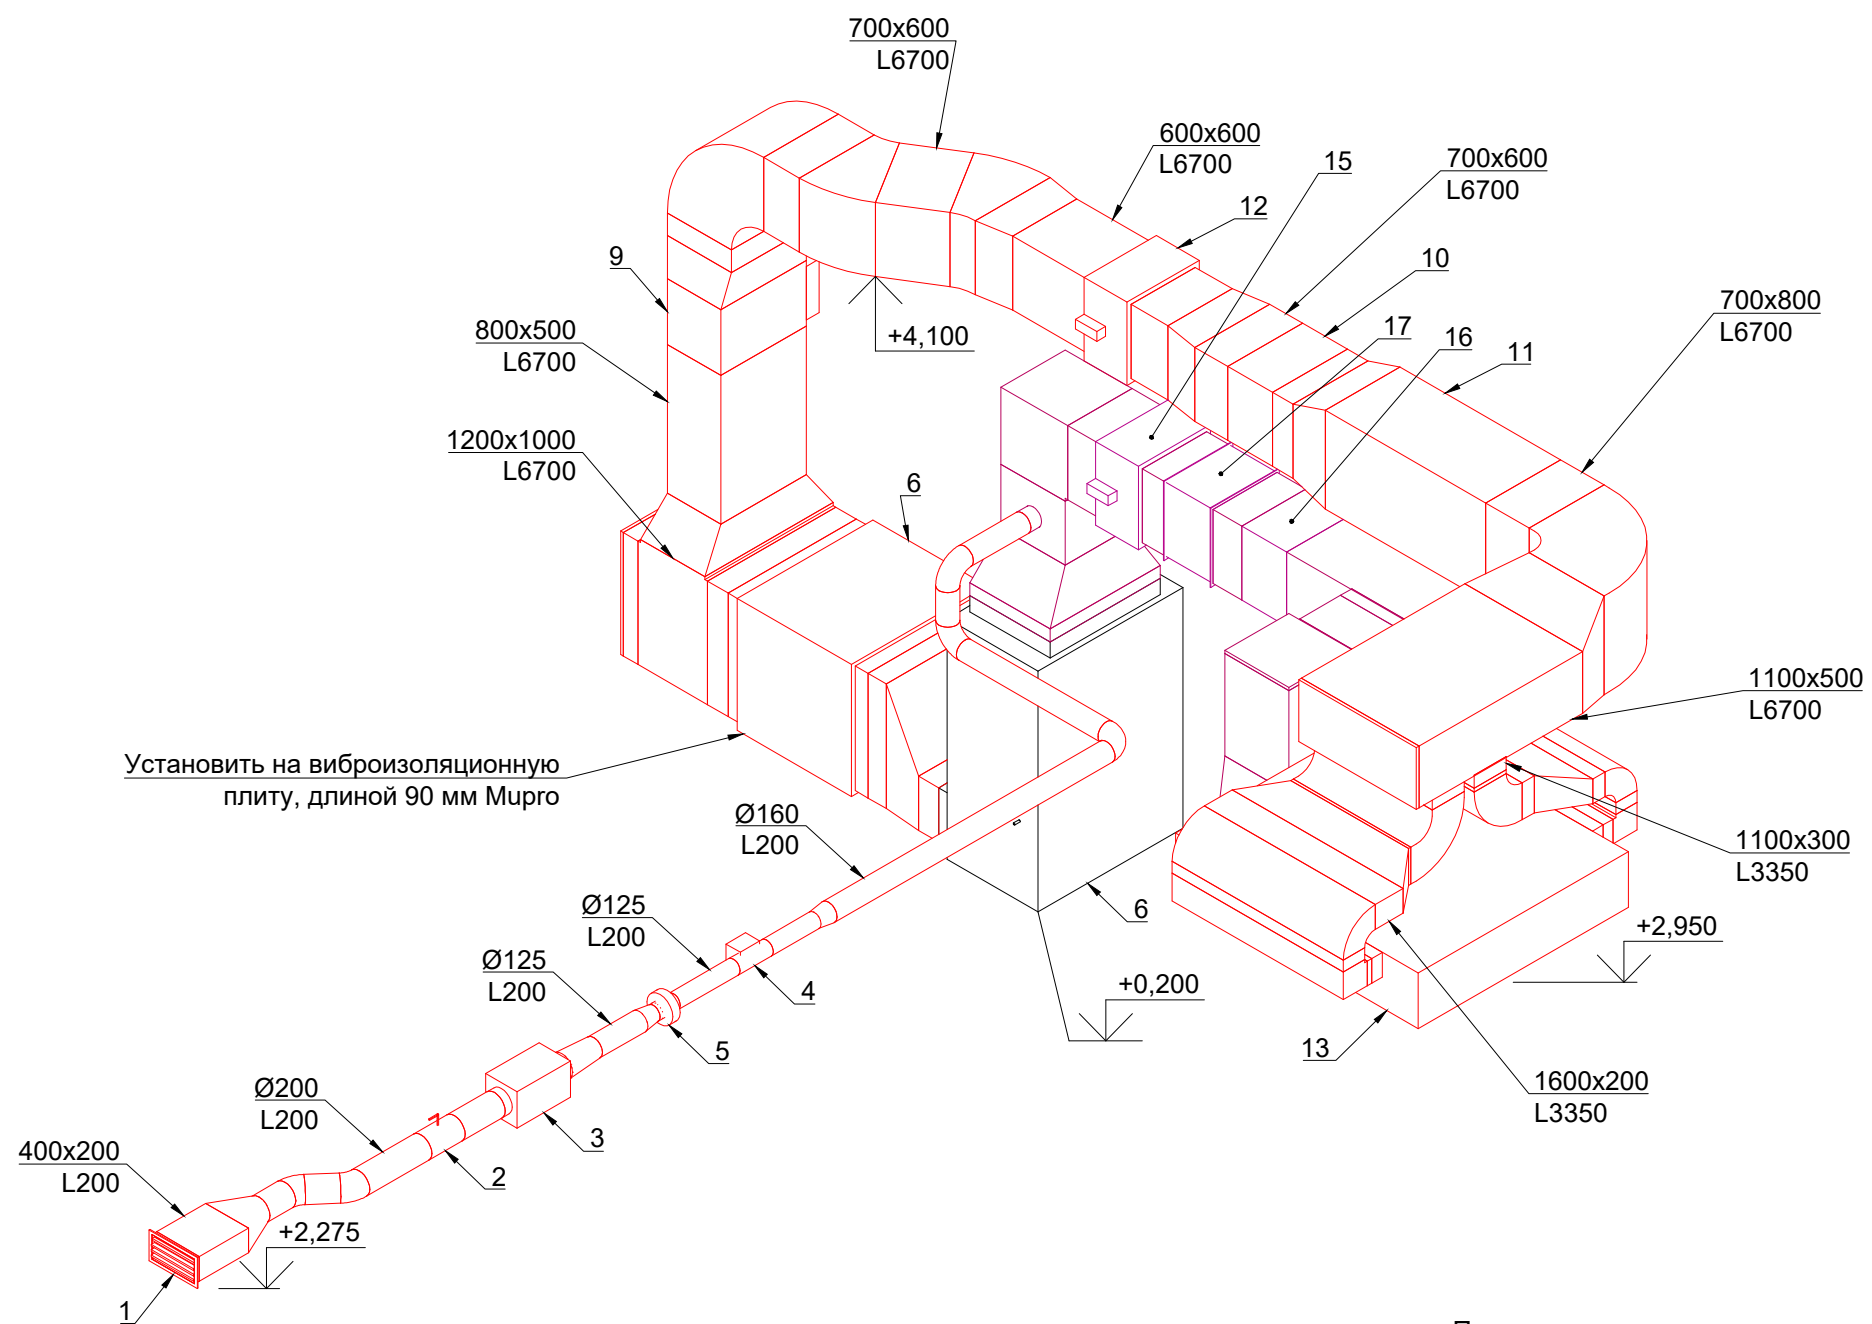 700x600
L6700
600x600
L6700
15
700x600
L6700
12
9
10
700x800
L6700
800x500
L6700
+4,100
17
16
11
1200x1000
L6700
6
1100x500
L6700
Установить на виброизоляционную
плиту, длиной 90 мм Mupro
Ø160
L200
1100x300
L3350
Ø125
L200
6
+2,950
Ø125
L200
4
+0,200
5
13
1600x200
L3350
Ø200
L200
3
400x200
L200
2
+2,275
1